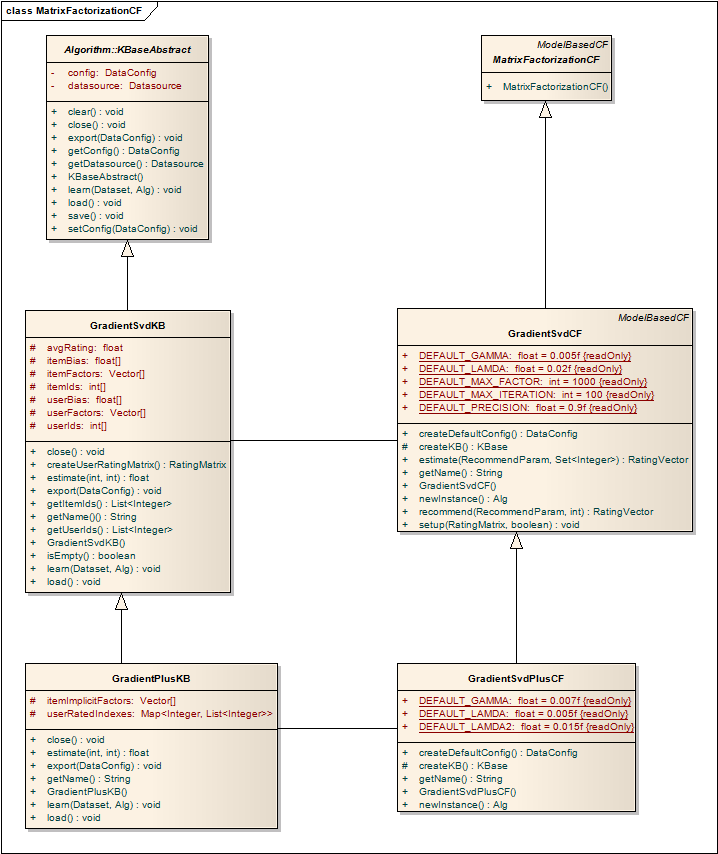 class MatrixFactorizationCF
Algorithm::KBaseAbstract
- config: DataConfig
- datasource: Datasource
+ clear() : void
+ close() : void
+ export(DataConfig) : void
+ getConfig() : DataConfig
+ getDatasource() : Datasource
+ KBaseAbstract()
+ learn(Dataset, Alg) : void
+ load() : void
+ save() : void
+ setConfig(DataConfig) : void
ModelBasedCF
MatrixFactorizationCF
+ MatrixFactorizationCF()
GradientSvdKB
# avgRating: float
# itemBias: float[]
# itemFactors: Vector[]
# itemIds: int[]
# userBias: float[]
# userFactors: Vector[]
# userIds: int[]
+ close() : void
+ createUserRatingMatrix() : RatingMatrix
+ estimate(int, int) : float
+ export(DataConfig) : void
+ getItemIds() : List<Integer>
+ getName()() : String
+ getUserIds() : List<Integer>
+ GradientSvdKB()
+ isEmpty() : boolean
+ learn(Dataset, Alg) : void
+ load() : void
ModelBasedCF
GradientSvdCF
+ DEFAULT_GAMMA: float = 0.005f {readOnly}
+ DEFAULT_LAMDA: float = 0.02f {readOnly}
+ DEFAULT_MAX_FACTOR: int = 1000 {readOnly}
+ DEFAULT_MAX_ITERATION: int = 100 {readOnly}
+ DEFAULT_PRECISION: float = 0.9f {readOnly}
+ createDefaultConfig() : DataConfig
# createKB() : KBase
+ estimate(RecommendParam, Set<Integer>) : RatingVector
+ getName() : String
+ GradientSvdCF()
+ newInstance() : Alg
+ recommend(RecommendParam, int) : RatingVector
+ setup(RatingMatrix, boolean) : void
GradientPlusKB
# itemImplicitFactors: Vector[]
# userRatedIndexes: Map<Integer, List<Integer>>
+ close() : void
+ estimate(int, int) : float
+ export(DataConfig) : void
+ getName() : String
+ GradientPlusKB()
+ learn(Dataset, Alg) : void
+ load() : void
GradientSvdPlusCF
+ DEFAULT_GAMMA: float = 0.007f {readOnly}
+ DEFAULT_LAMDA: float = 0.005f {readOnly}
+ DEFAULT_LAMDA2: float = 0.015f {readOnly}
+ createDefaultConfig() : DataConfig
# createKB() : KBase
+ getName() : String
+ GradientSvdPlusCF()
+ newInstance() : Alg